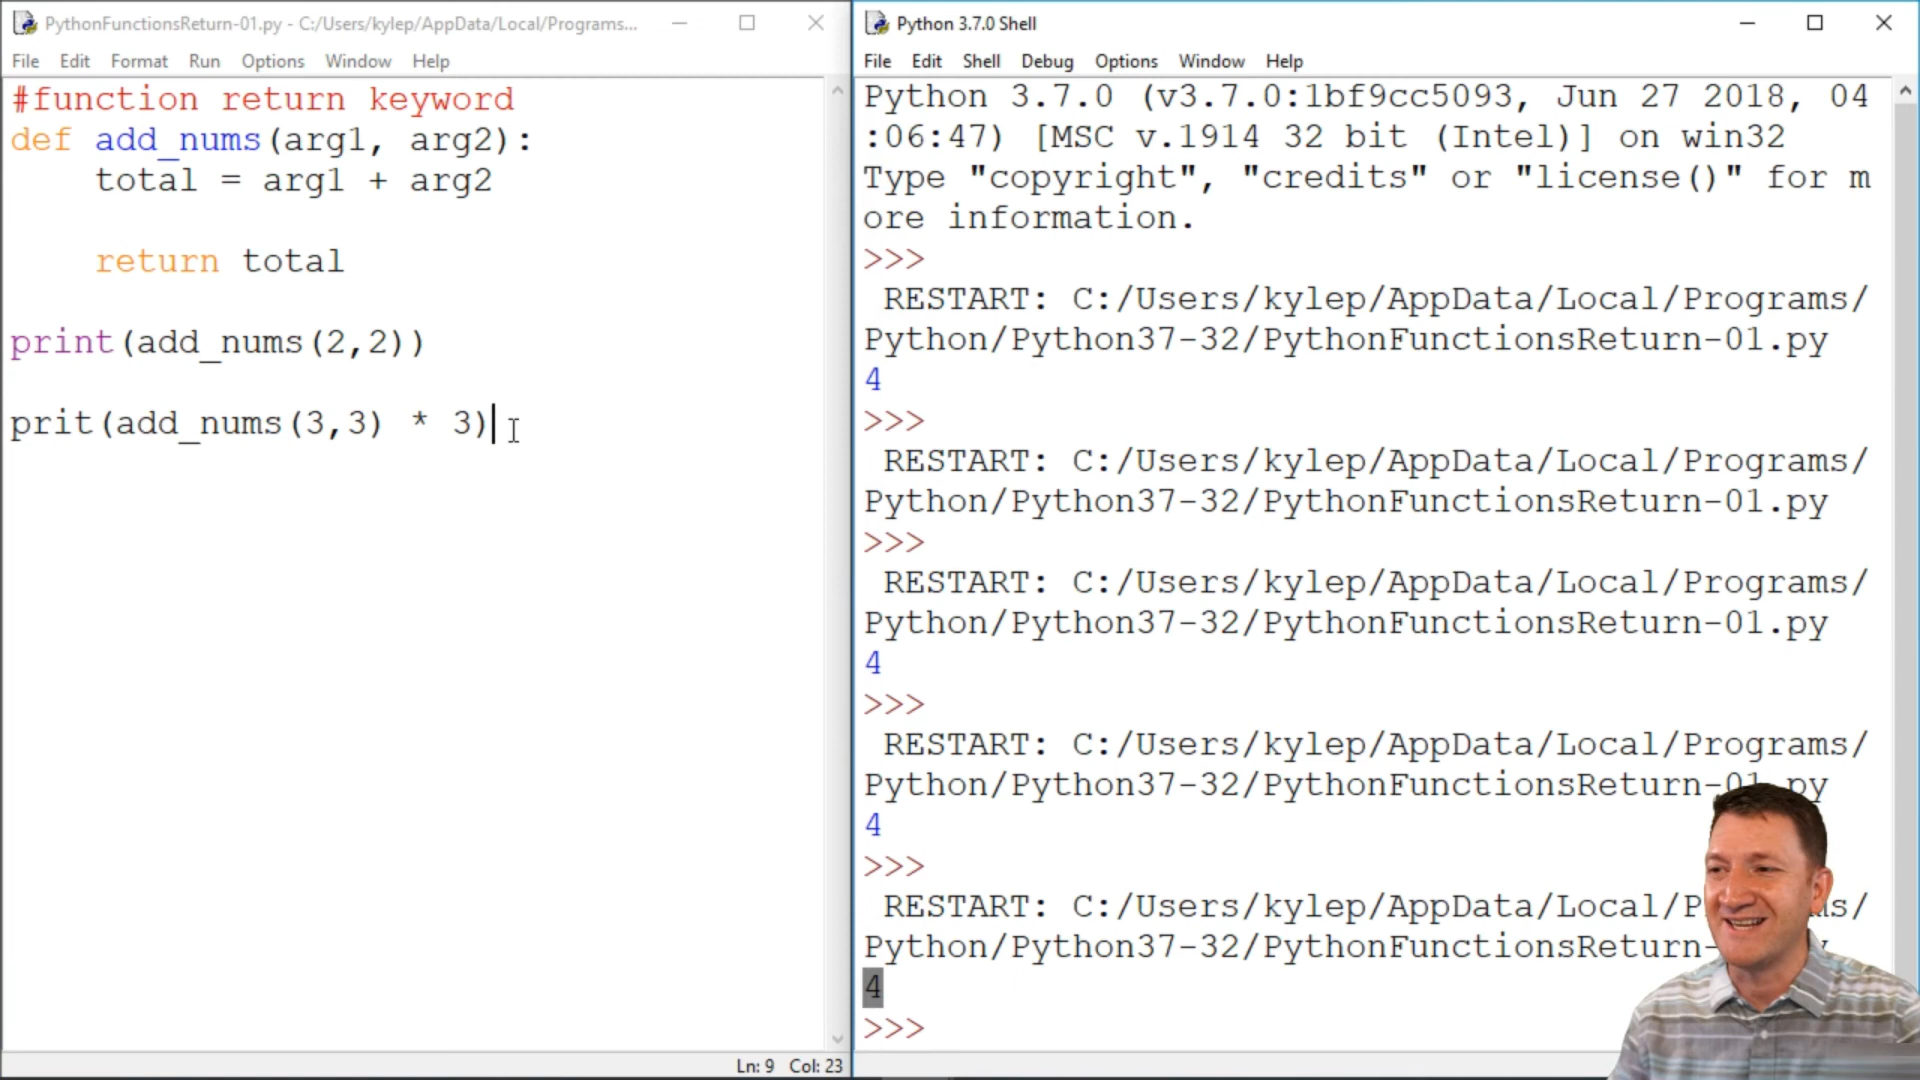 PythonFunctionsReturn-01.py - C:/Users/kylep/AppData/Local/Programs...
File Edit Format Run Options Window Help
#function return keyword
def add_nums(arg1, arg2):
    total = arg1 + arg2
    return total
print(add_nums(2,2))
prit(add_nums(3,3) * 3)
Ln: 9 Col: 23
Python 3.7.0 Shell
File Edit Shell Debug Options Window Help
Python 3.7.0 (v3.7.0:1bf9cc5093, Jun 27 2018, 04
:06:47) [MSC v.1914 32 bit (Intel)] on win32
Type "copyright", "credits" or "license()" for m
ore information.
>>>
 RESTART: C:/Users/kylep/AppData/Local/Programs/
Python/Python37-32/PythonFunctionsReturn-01.py
4
>>>
 RESTART: C:/Users/kylep/AppData/Local/Programs/
Python/Python37-32/PythonFunctionsReturn-01.py
>>>
 RESTART: C:/Users/kylep/AppData/Local/Programs/
Python/Python37-32/PythonFunctionsReturn-01.py
4
>>>
 RESTART: C:/Users/kylep/AppData/Local/Programs/
Python/Python37-32/PythonFunctionsReturn-01.py
4
>>>
 RESTART: C:/Users/kylep/AppData/Local/
Python/Python37-32/PythonFunctionsReturn-
4
>>>